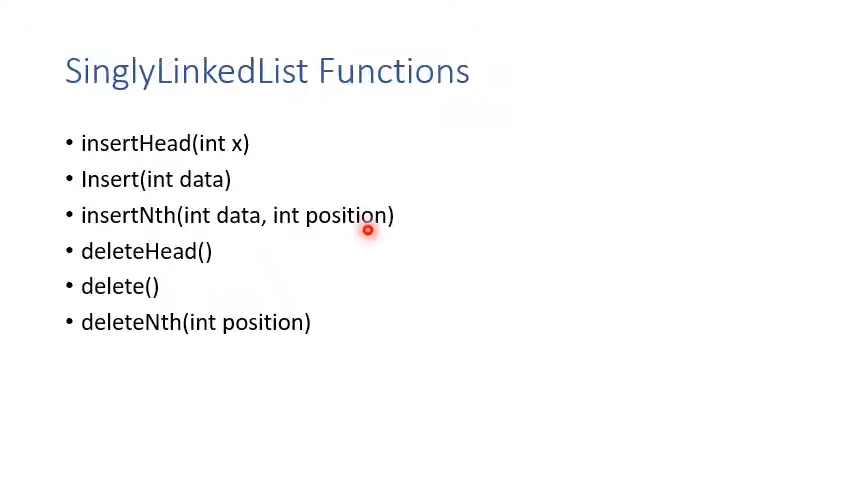 SinglyLinkedList Functions
• insertHead(int x)
• Insert(int data)
• insertNth(int data, int position)
• deleteHead()
• delete()
• deleteNth(int position)